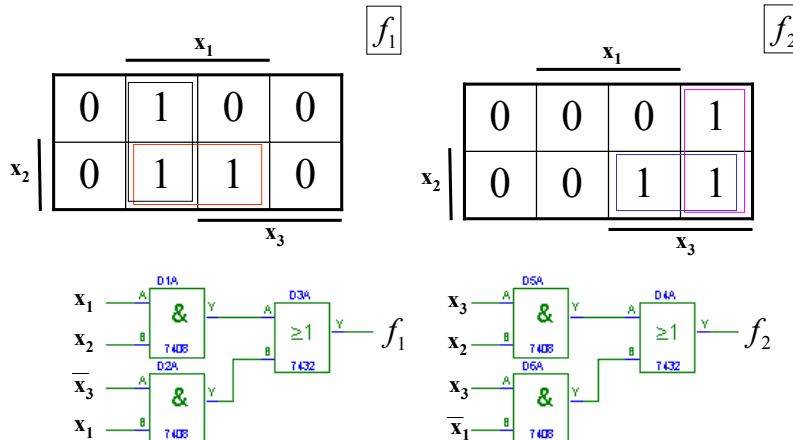 f₁
x₁
0 1 0 0
x₂ 0 1 1 0
x₃
f₂
x₁
0 0 0 1
x₂ 0 0 1 1
x₃
D1A
x₁ A & Y
x₂ B 7408
D3A
A ≥1 Y f₁
B 7432
D2A
x̅₃ A & Y
x₁ B 7408
D5A
x₃ A & Y
x₂ B 7408
D4A
A ≥1 Y f₂
B 7432
D6A
x₃ A & Y
x̅₁ B 7408